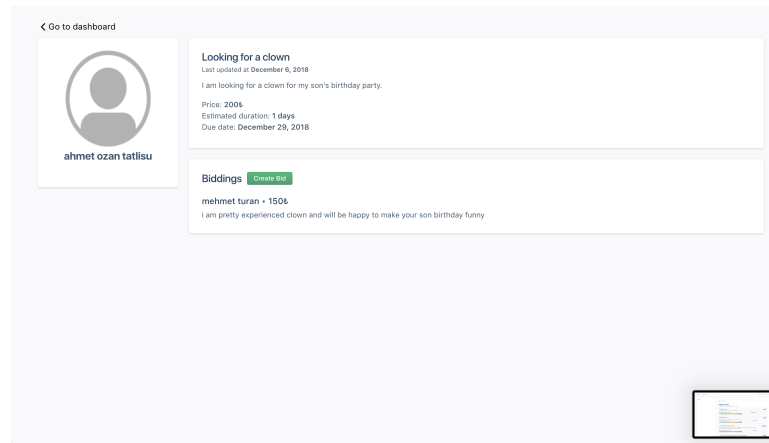 Go to dashboard
ahmet ozan tatlisu
Looking for a clown
Last updated at December 6, 2018
I am looking for a clown for my son's birthday party.
Price: 200₺
Estimated duration: 1 days
Due date: December 29, 2018
Biddings Create Bid
mehmet turan • 150₺
i am pretty experienced clown and will be happy to make your son birthday funny